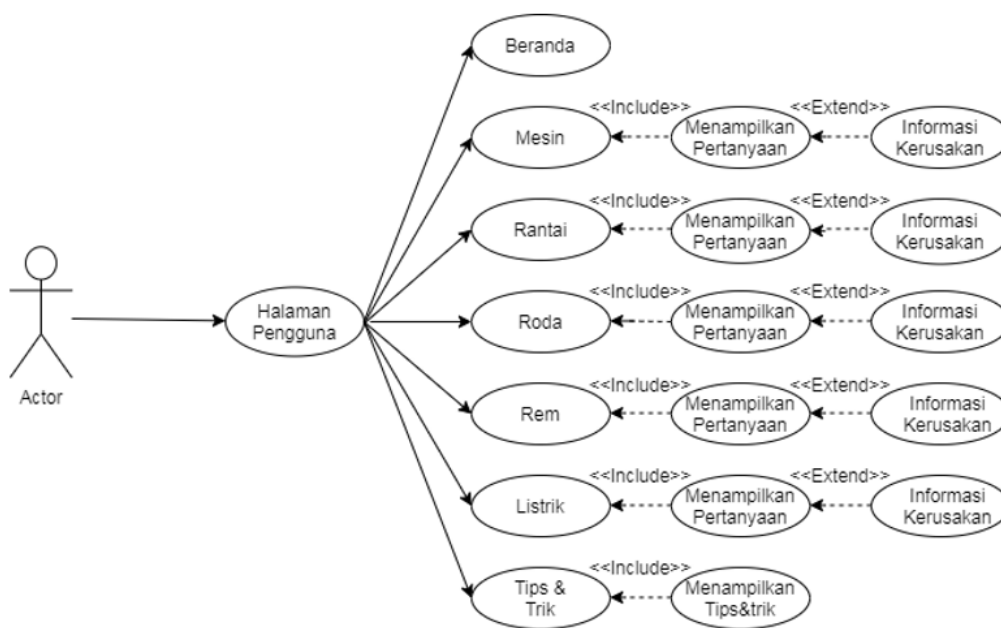 Beranda
<<Include>>
<<Extend>>
Mesin
Menampilkan
Pertanyaan
Informasi
Kerusakan
<<Include>>
<<Extend>>
Rantai
Menampilkan
Pertanyaan
Informasi
Kerusakan
Actor
Halaman
Pengguna
<<Include>>
<<Extend>>
Roda
Menampilkan
Pertanyaan
Informasi
Kerusakan
<<Include>>
<<Extend>>
Rem
Menampilkan
Pertanyaan
Informasi
Kerusakan
<<Include>>
<<Extend>>
Listrik
Menampilkan
Pertanyaan
Informasi
Kerusakan
<<Include>>
Tips &
Trik
Menampilkan
Tips&trik